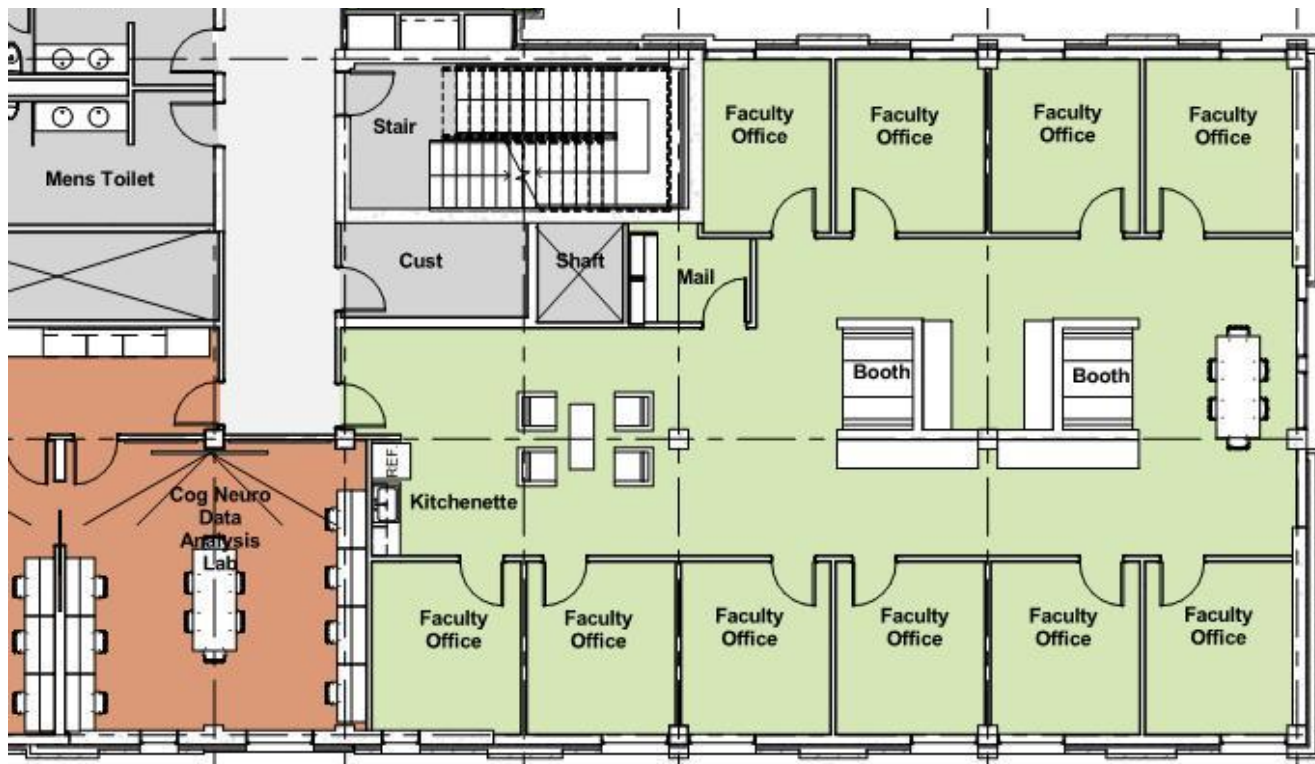 Faculty
Office
Faculty
Office
Faculty
Office
Faculty
Office
Stair
Mens Toilet
Cust
Shaft
Mail
Booth
Booth
REF.
Kitchenette
Cog Neuro
Data
Analysis
Lab
Faculty
Office
Faculty
Office
Faculty
Office
Faculty
Office
Faculty
Office
Faculty
Office